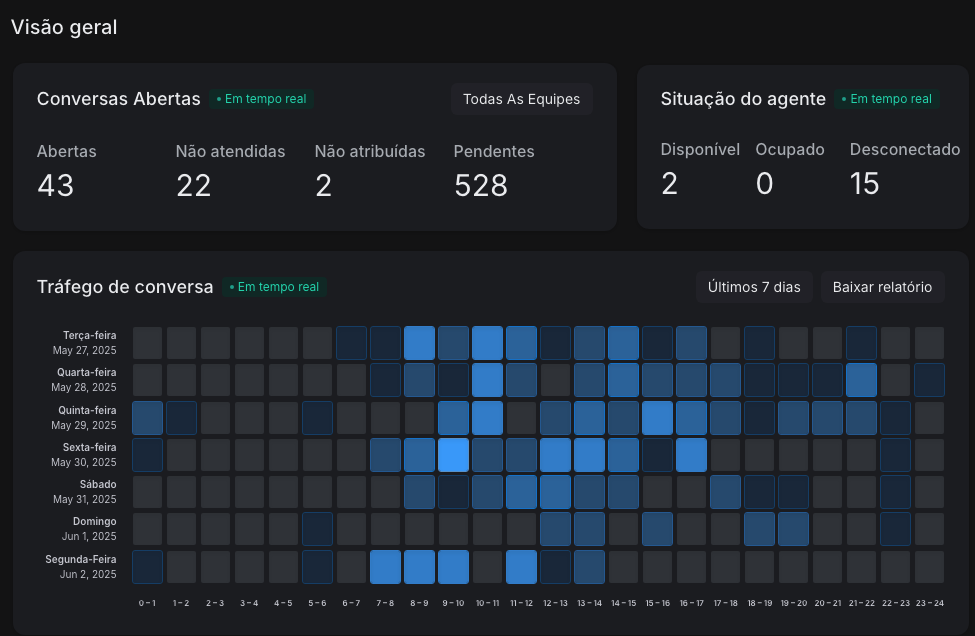 Visão geral
Conversas Abertas • Em tempo real Todas As Equipes
Abertas Não atendidas Não atribuídas Pendentes
43 22 2 528
Situação do agente • Em tempo real
Disponível Ocupado Desconectado
2 0 15
Tráfego de conversa • Em tempo real Últimos 7 dias Baixar relatório
Terça-feira
May 27, 2025
Quarta-feira
May 28, 2025
Quinta-feira
May 29, 2025
Sexta-feira
May 30, 2025
Sábado
May 31, 2025
Domingo
Jun 1, 2025
Segunda-Feira
Jun 2, 2025
0 – 1 1 – 2 2 – 3 3 – 4 4 – 5 5 – 6 6 – 7 7 – 8 8 – 9 9 – 10 10 – 11 11 – 12 12 – 13 13 – 14 14 – 15 15 – 16 16 – 17 17 – 18 18 – 19 19 – 20 20 – 21 21 – 22 22 – 23 23 – 24